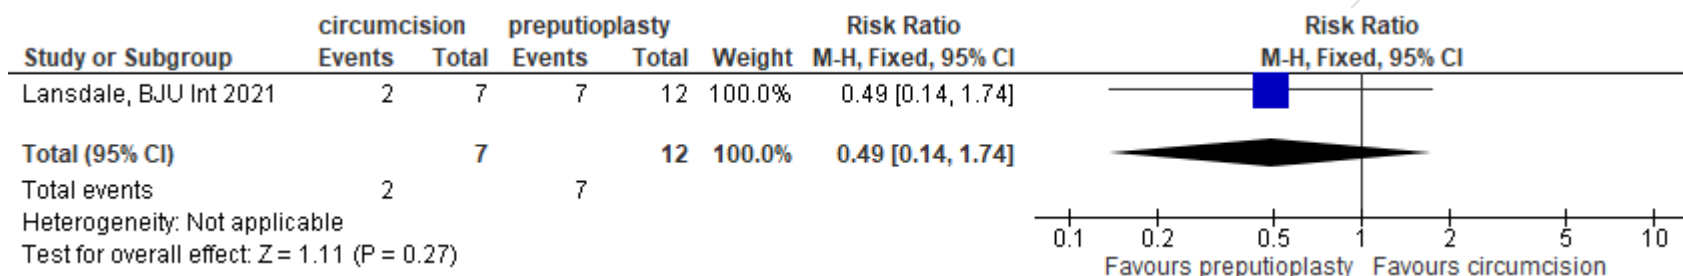 circumcision preputioplasty Risk Ratio Risk Ratio
Study or Subgroup Events Total Events Total Weight M-H, Fixed, 95% CI M-H, Fixed, 95% CI
Lansdale, BJU Int 2021 2 7 7 12 100.0% 0.49 [0.14, 1.74]
Total (95% CI) 7 12 100.0% 0.49 [0.14, 1.74]
Total events 2 7
Heterogeneity: Not applicable
Test for overall effect: Z = 1.11 (P = 0.27)
0.1 0.2 0.5 1 2 5 10
Favours preputioplasty Favours circumcision